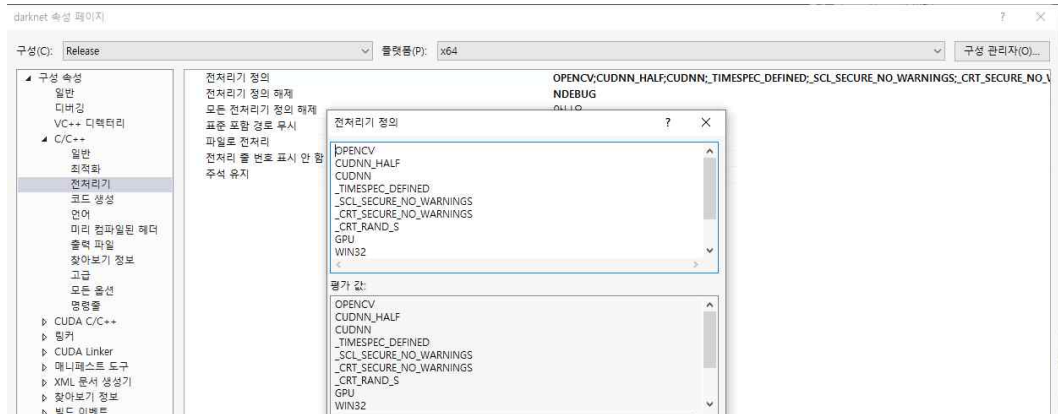 darknet 속성 페이지
? ×
구성(C): Release
플랫폼(P): x64
구성 관리자(O)...
구성 속성
일반
디버깅
VC++ 디렉터리
C/C++
일반
최적화
전처리기
코드 생성
언어
미리 컴파일된 헤더
출력 파일
찾아보기 정보
고급
모든 옵션
명령줄
CUDA C/C++
링커
CUDA Linker
매니페스트 도구
XML 문서 생성기
찾아보기 정보
빌드 이벤트
전처리기 정의 OPENCV;CUDNN_HALF;CUDNN;_TIMESPEC_DEFINED;_SCL_SECURE_NO_WARNINGS;_CRT_SECURE_NO_
전처리기 정의 해제 NDEBUG
모든 전처리기 정의 해제 아니요
표준 포함 경로 무시
파일로 전처리
전처리 줄 번호 표시 안 함
주석 유지
전처리기 정의 ? ×
OPENCV
CUDNN_HALF
CUDNN
_TIMESPEC_DEFINED
_SCL_SECURE_NO_WARNINGS
_CRT_SECURE_NO_WARNINGS
_CRT_RAND_S
GPU
WIN32
평가 값:
OPENCV
CUDNN_HALF
CUDNN
_TIMESPEC_DEFINED
_SCL_SECURE_NO_WARNINGS
_CRT_SECURE_NO_WARNINGS
_CRT_RAND_S
GPU
WIN32